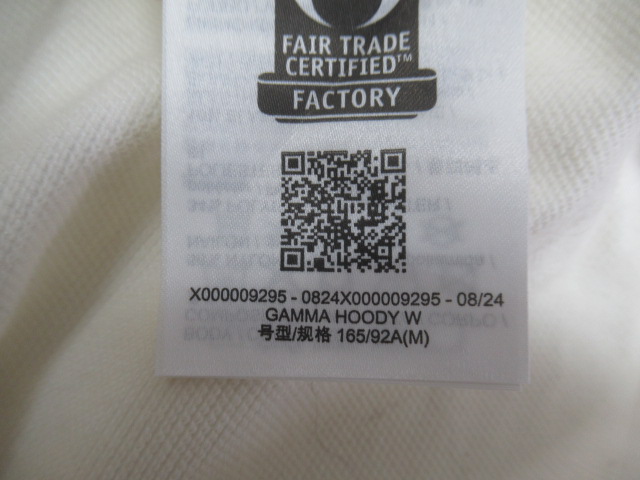 FAIR TRADE
CERTIFIED™
FACTORY
X000009295 - 0824X000009295 - 08/24
GAMMA HOODY W
号型/规格 165/92A(M)